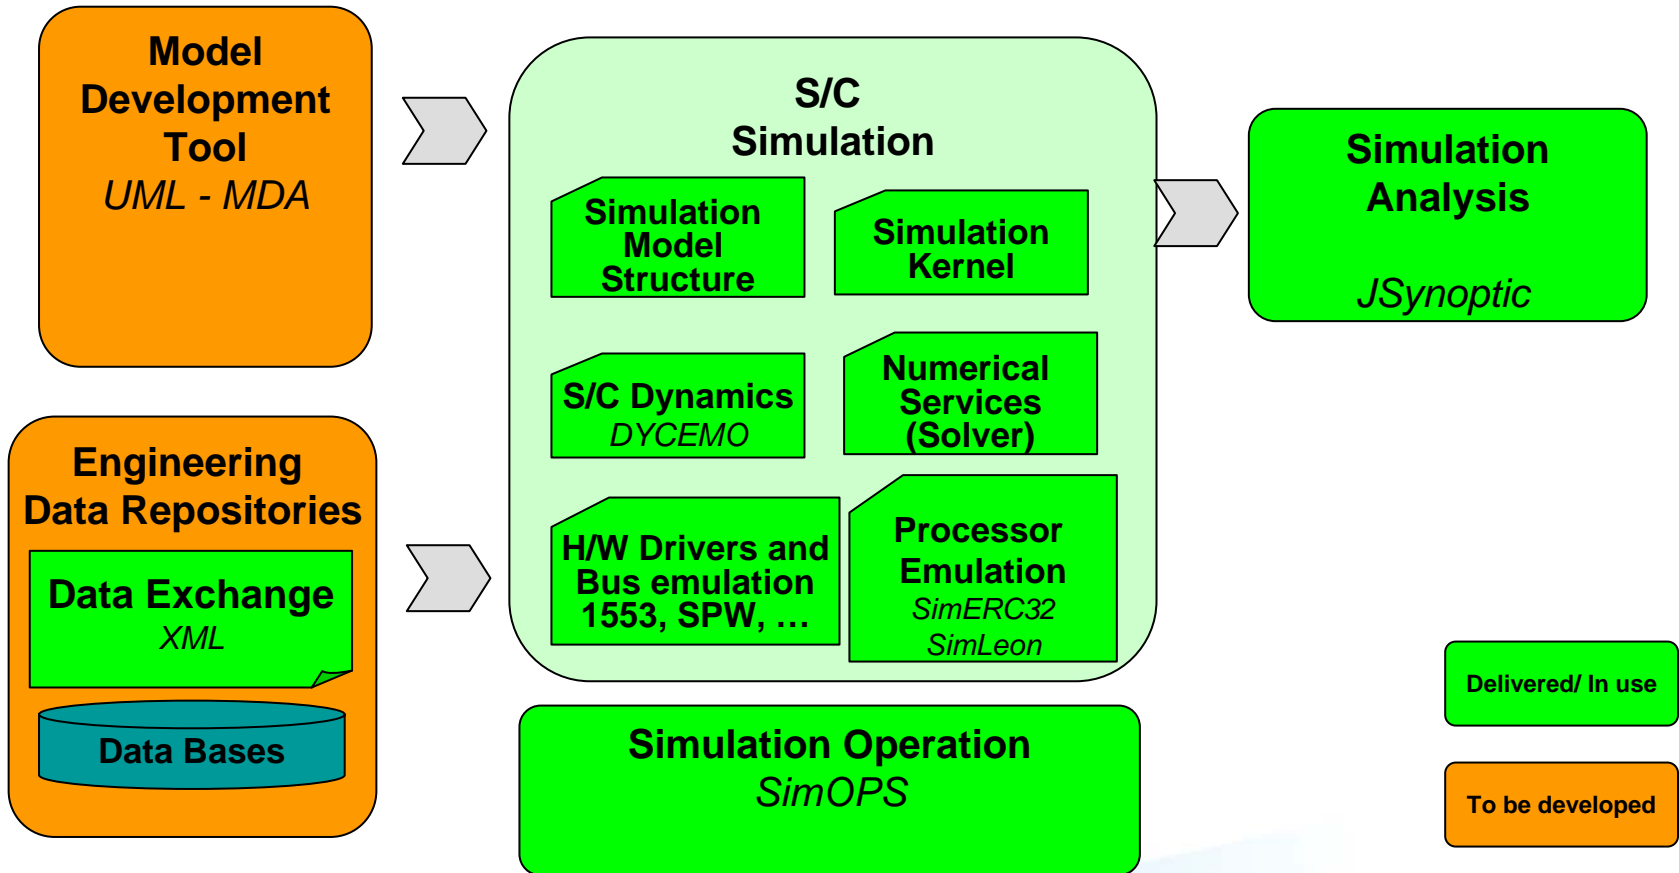 Model
Development
Tool
UML - MDA
Engineering
Data Repositories
Data Exchange
XML
Data Bases
S/C
Simulation
Simulation
Model
Structure
Simulation
Kernel
S/C Dynamics
DYCEMO
Numerical
Services
(Solver)
H/W Drivers and
Bus emulation
1553, SPW, …
Processor
Emulation
SimERC32
SimLeon
Simulation Operation
SimOPS
Simulation
Analysis
JSynoptic
Delivered/ In use
To be developed